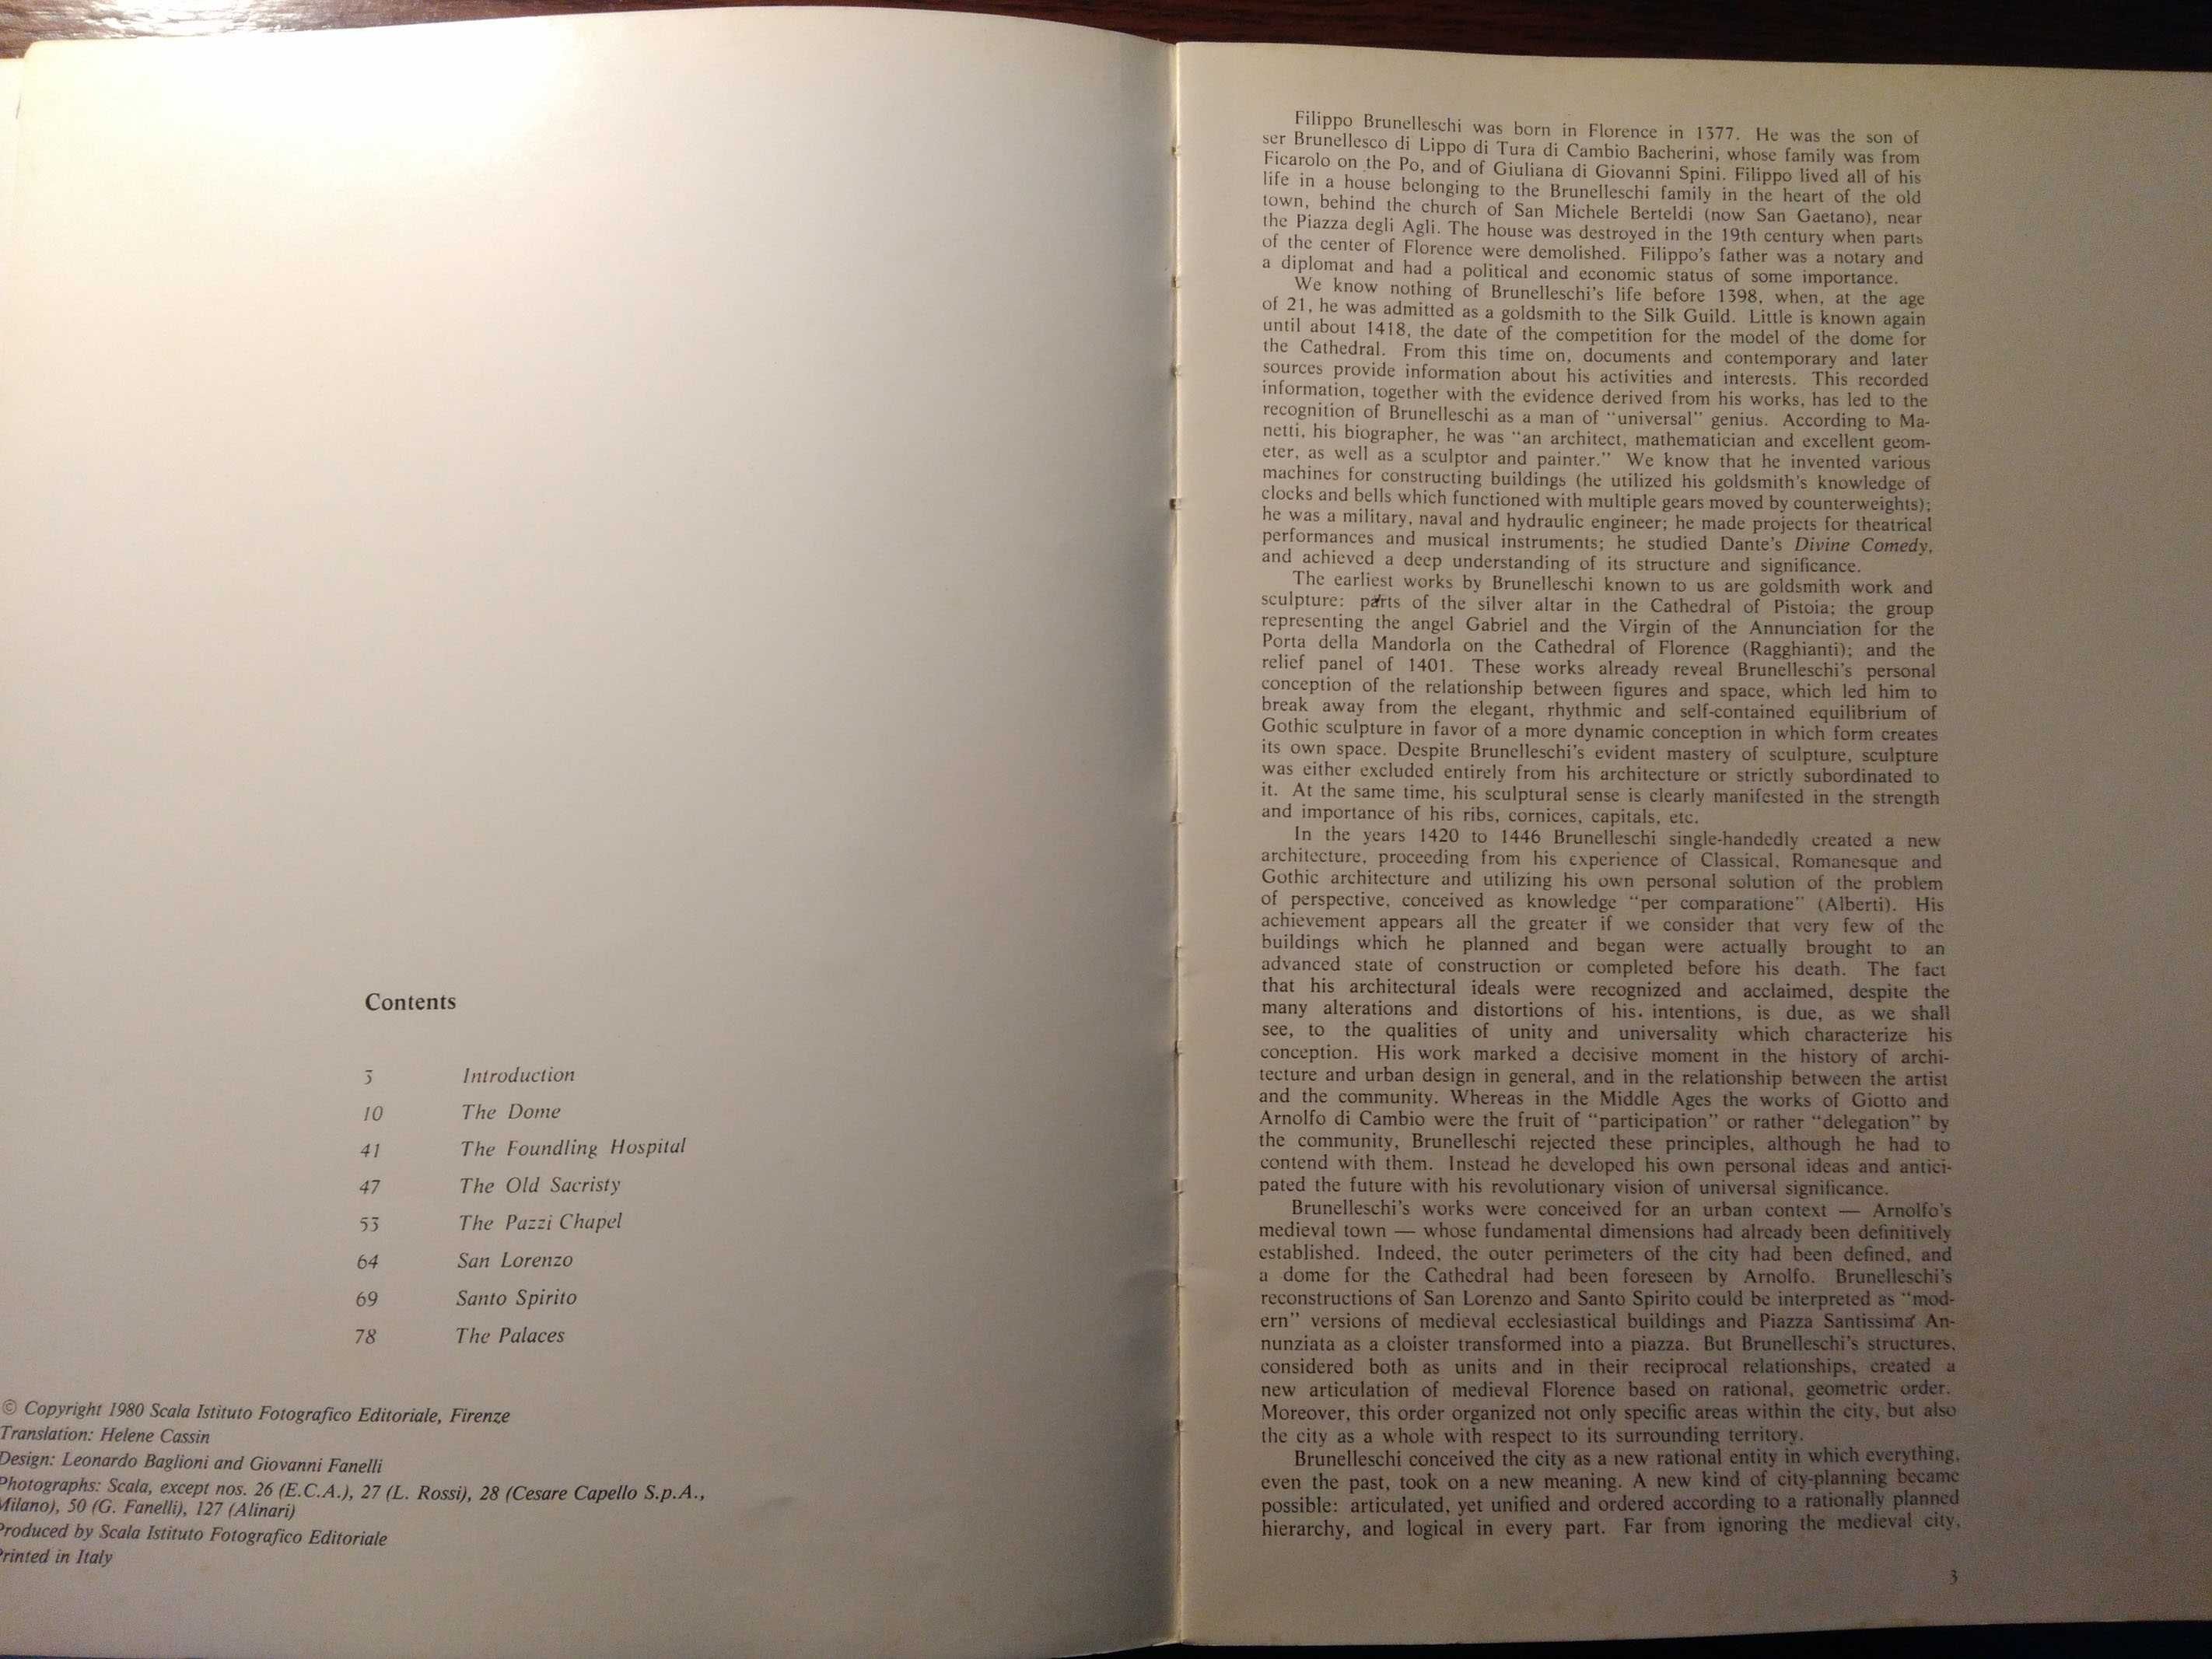 Contents
3 Introduction
10 The Dome
41 The Foundling Hospital
47 The Old Sacristy
53 The Pazzi Chapel
64 San Lorenzo
69 Santo Spirito
78 The Palaces
© Copyright 1980 Scala Istituto Fotografico Editoriale, Firenze
Translation: Helene Cassin
Design: Leonardo Baglioni and Giovanni Fanelli
Photographs: Scala, except nos. 26 (E.C.A.), 27 (L. Rossi), 28 (Cesare Capello S.p.A.,
Milano), 50 (G. Fanelli), 127 (Alinari)
Produced by Scala Istituto Fotografico Editoriale
Printed in Italy
Filippo Brunelleschi was born in Florence in 1377. He was the son of
ser Brunellesco di Lippo di Tura di Cambio Bacherini, whose family was from
Ficarolo on the Po, and of Giuliana di Giovanni Spini. Filippo lived all of his
life in a house belonging to the Brunelleschi family in the heart of the old
town, behind the church of San Michele Berteldi (now San Gaetano), near
the Piazza degli Agli. The house was destroyed in the 19th century when parts
of the center of Florence were demolished. Filippo's father was a notary and
a diplomat and had a political and economic status of some importance.
We know nothing of Brunelleschi's life before 1398, when, at the age
of 21, he was admitted as a goldsmith to the Silk Guild. Little is known again
until about 1418, the date of the competition for the model of the dome for
the Cathedral. From this time on, documents and contemporary and later
sources provide information about his activities and interests. This recorded
information, together with the evidence derived from his works, has led to the
recognition of Brunelleschi as a man of "universal" genius. According to Ma-
netti, his biographer, he was "an architect, mathematician and excellent geom-
eter, as well as a sculptor and painter." We know that he invented various
machines for constructing buildings (he utilized his goldsmith's knowledge of
clocks and bells which functioned with multiple gears moved by counterweights);
he was a military, naval and hydraulic engineer; he made projects for theatrical
performances and musical instruments; he studied Dante's Divine Comedy,
and achieved a deep understanding of its structure and significance.
The earliest works by Brunelleschi known to us are goldsmith work and
sculpture: parts of the silver altar in the Cathedral of Pistoia; the group
representing the angel Gabriel and the Virgin of the Annunciation for the
Porta della Mandorla on the Cathedral of Florence (Ragghianti); and the
relief panel of 1401. These works already reveal Brunelleschi's personal
conception of the relationship between figures and space, which led him to
break away from the elegant, rhythmic and self-contained equilibrium of
Gothic sculpture in favor of a more dynamic conception in which form creates
its own space. Despite Brunelleschi's evident mastery of sculpture, sculpture
was either excluded entirely from his architecture or strictly subordinated to
it. At the same time, his sculptural sense is clearly manifested in the strength
and importance of his ribs, cornices, capitals, etc.
In the years 1420 to 1446 Brunelleschi single-handedly created a new
architecture, proceeding from his experience of Classical, Romanesque and
Gothic architecture and utilizing his own personal solution of the problem
of perspective, conceived as knowledge "per comparatione" (Alberti). His
achievement appears all the greater if we consider that very few of the
buildings which he planned and began were actually brought to an
advanced state of construction or completed before his death. The fact
that his architectural ideals were recognized and acclaimed, despite the
many alterations and distortions of his. intentions, is due, as we shall
see, to the qualities of unity and universality which characterize his
conception. His work marked a decisive moment in the history of archi-
tecture and urban design in general, and in the relationship between the artist
and the community. Whereas in the Middle Ages the works of Giotto and
Arnolfo di Cambio were the fruit of "participation" or rather "delegation" by
the community, Brunelleschi rejected these principles, although he had to
contend with them. Instead he developed his own personal ideas and antici-
pated the future with his revolutionary vision of universal significance.
Brunelleschi's works were conceived for an urban context — Arnolfo's
medieval town — whose fundamental dimensions had already been definitively
established. Indeed, the outer perimeters of the city had been defined, and
a dome for the Cathedral had been foreseen by Arnolfo. Brunelleschi's
reconstructions of San Lorenzo and Santo Spirito could be interpreted as "mod-
ern" versions of medieval ecclesiastical buildings and Piazza Santissima An-
nunziata as a cloister transformed into a piazza. But Brunelleschi's structures,
considered both as units and in their reciprocal relationships, created a
new articulation of medieval Florence based on rational, geometric order.
Moreover, this order organized not only specific areas within the city, but also
the city as a whole with respect to its surrounding territory.
Brunelleschi conceived the city as a new rational entity in which everything,
even the past, took on a new meaning. A new kind of city-planning became
possible: articulated, yet unified and ordered according to a rationally planned
hierarchy, and logical in every part. Far from ignoring the medieval city,
3